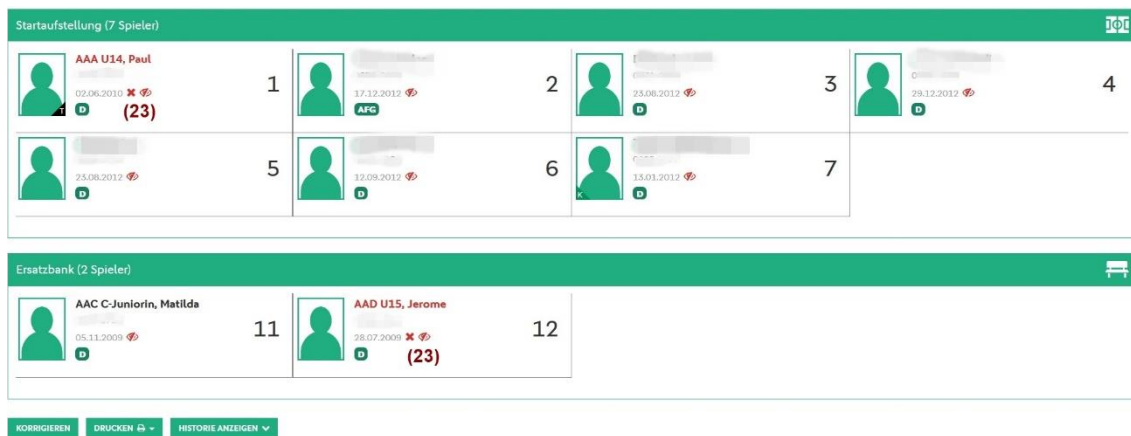 Startaufstellung (7 Spieler)
AAA U14, Paul
1
02.06.2010
T
D
(23)
2
17.12.2012
AFG
3
23.08.2012
D
4
29.12.2012
D
5
23.08.2012
D
6
12.09.2012
D
7
13.01.2012
K
D
Ersatzbank (2 Spieler)
AAC C-Juniorin, Matilda
11
05.11.2009
D
AAD U15, Jerome
12
28.07.2009
D
(23)
KORRIGIEREN
DRUCKEN
HISTORIE ANZEIGEN